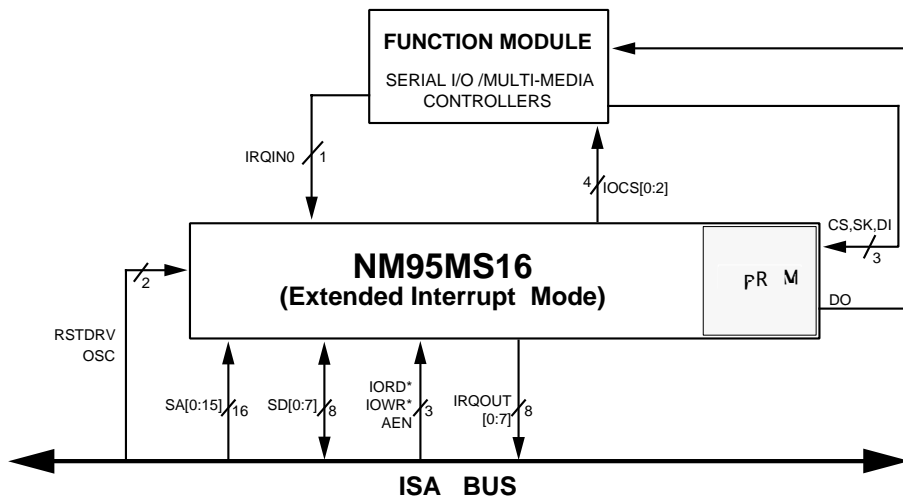 FUNCTION MODULE
SERIAL I/O /MULTI-MEDIA
CONTROLLERS
IRQIN0
1
4
IOCS[0:2]
CS,SK,DI
3
NM95MS16
(Extended Interrupt Mode)
DO
2
RSTDRV
OSC
SA[0:15]
16
SD[0:7]
8
IORD*
IOWR*
AEN
3
IRQOUT
[0:7]
8
ISA BUS